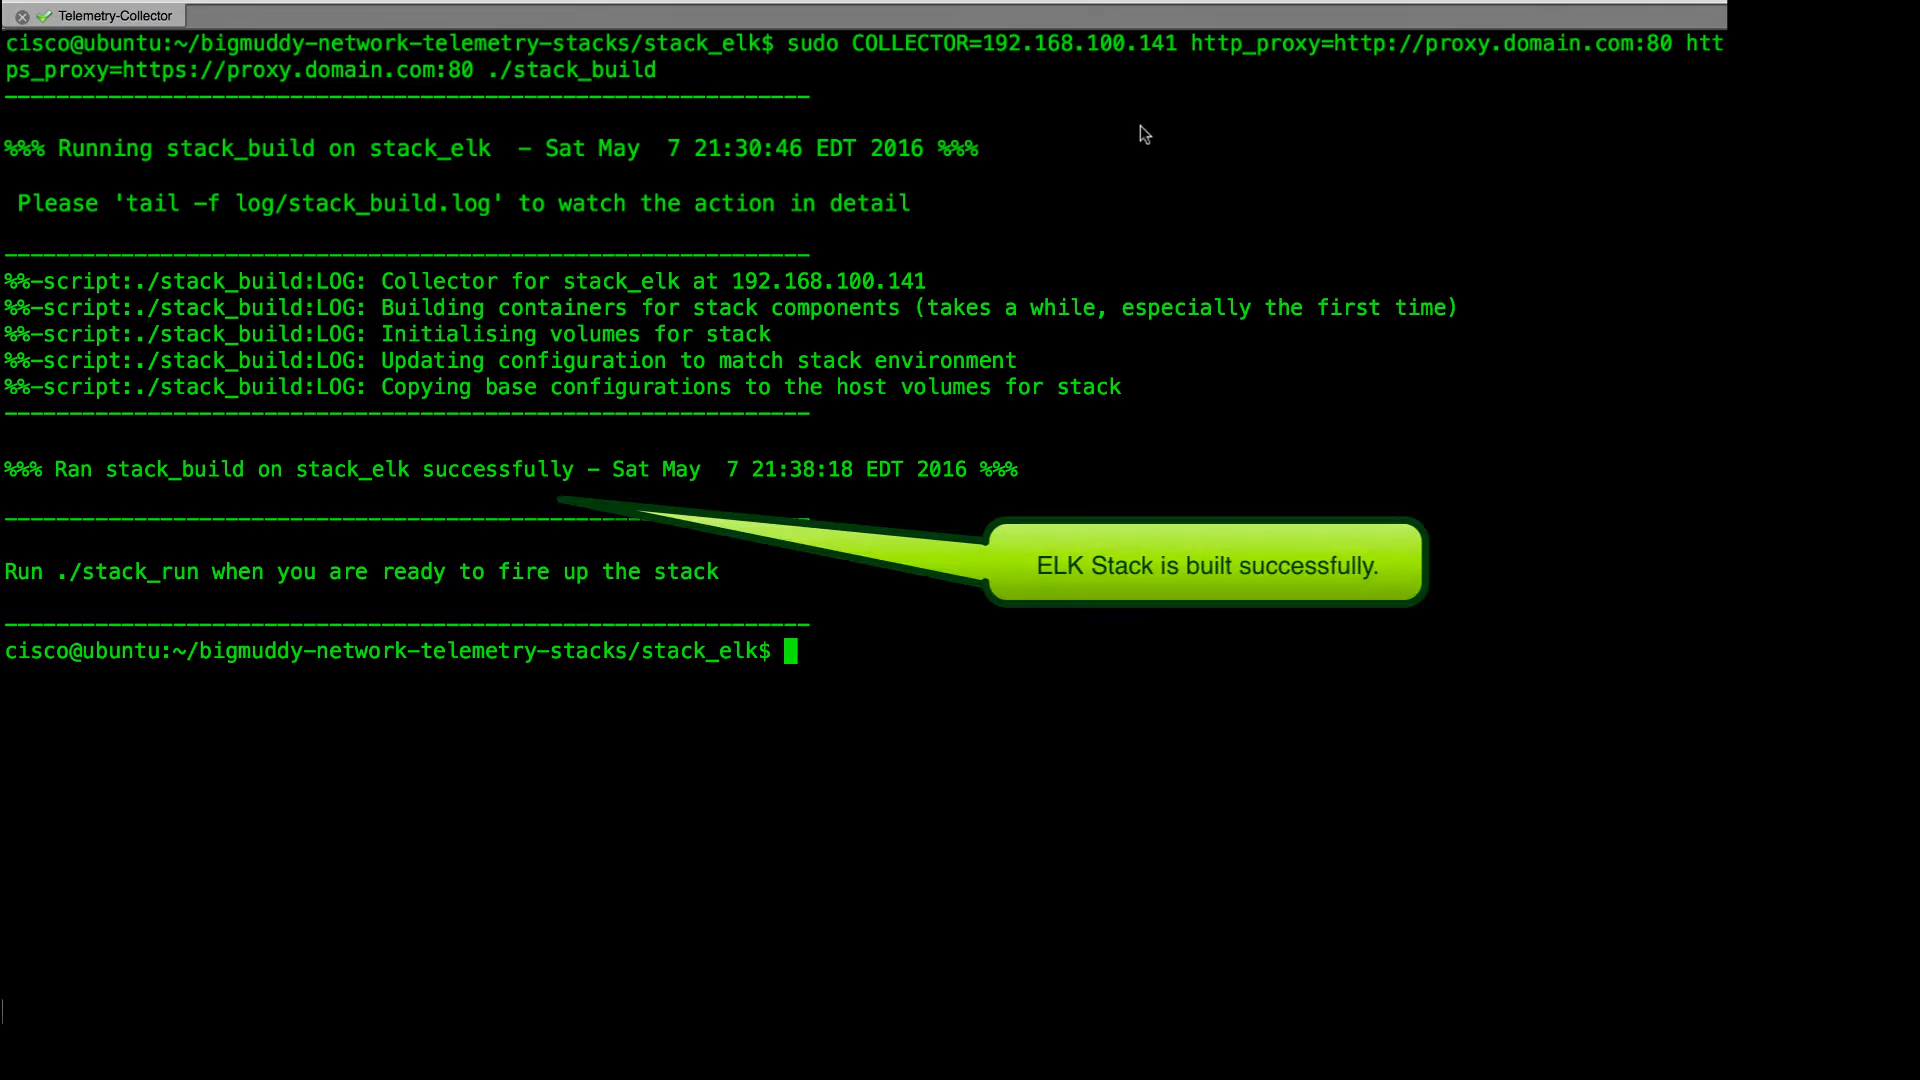 Telemetry-Collector
cisco@ubuntu:~/bigmuddy-network-telemetry-stacks/stack_elk$ sudo COLLECTOR=192.168.100.141 http_proxy=http://proxy.domain.com:80 htt
ps_proxy=https://proxy.domain.com:80 ./stack_build
--------------------------------------------------------------
%%% Running stack_build on stack_elk  - Sat May  7 21:30:46 EDT 2016 %%%
 Please 'tail -f log/stack_build.log' to watch the action in detail
--------------------------------------------------------------
%%-script:./stack_build:LOG: Collector for stack_elk at 192.168.100.141
%%-script:./stack_build:LOG: Building containers for stack components (takes a while, especially the first time)
%%-script:./stack_build:LOG: Initialising volumes for stack
%%-script:./stack_build:LOG: Updating configuration to match stack environment
%%-script:./stack_build:LOG: Copying base configurations to the host volumes for stack
--------------------------------------------------------------
%%% Ran stack_build on stack_elk successfully - Sat May  7 21:38:18 EDT 2016 %%%
--------------------------------------------------------------
ELK Stack is built successfully.
Run ./stack_run when you are ready to fire up the stack
--------------------------------------------------------------
cisco@ubuntu:~/bigmuddy-network-telemetry-stacks/stack_elk$